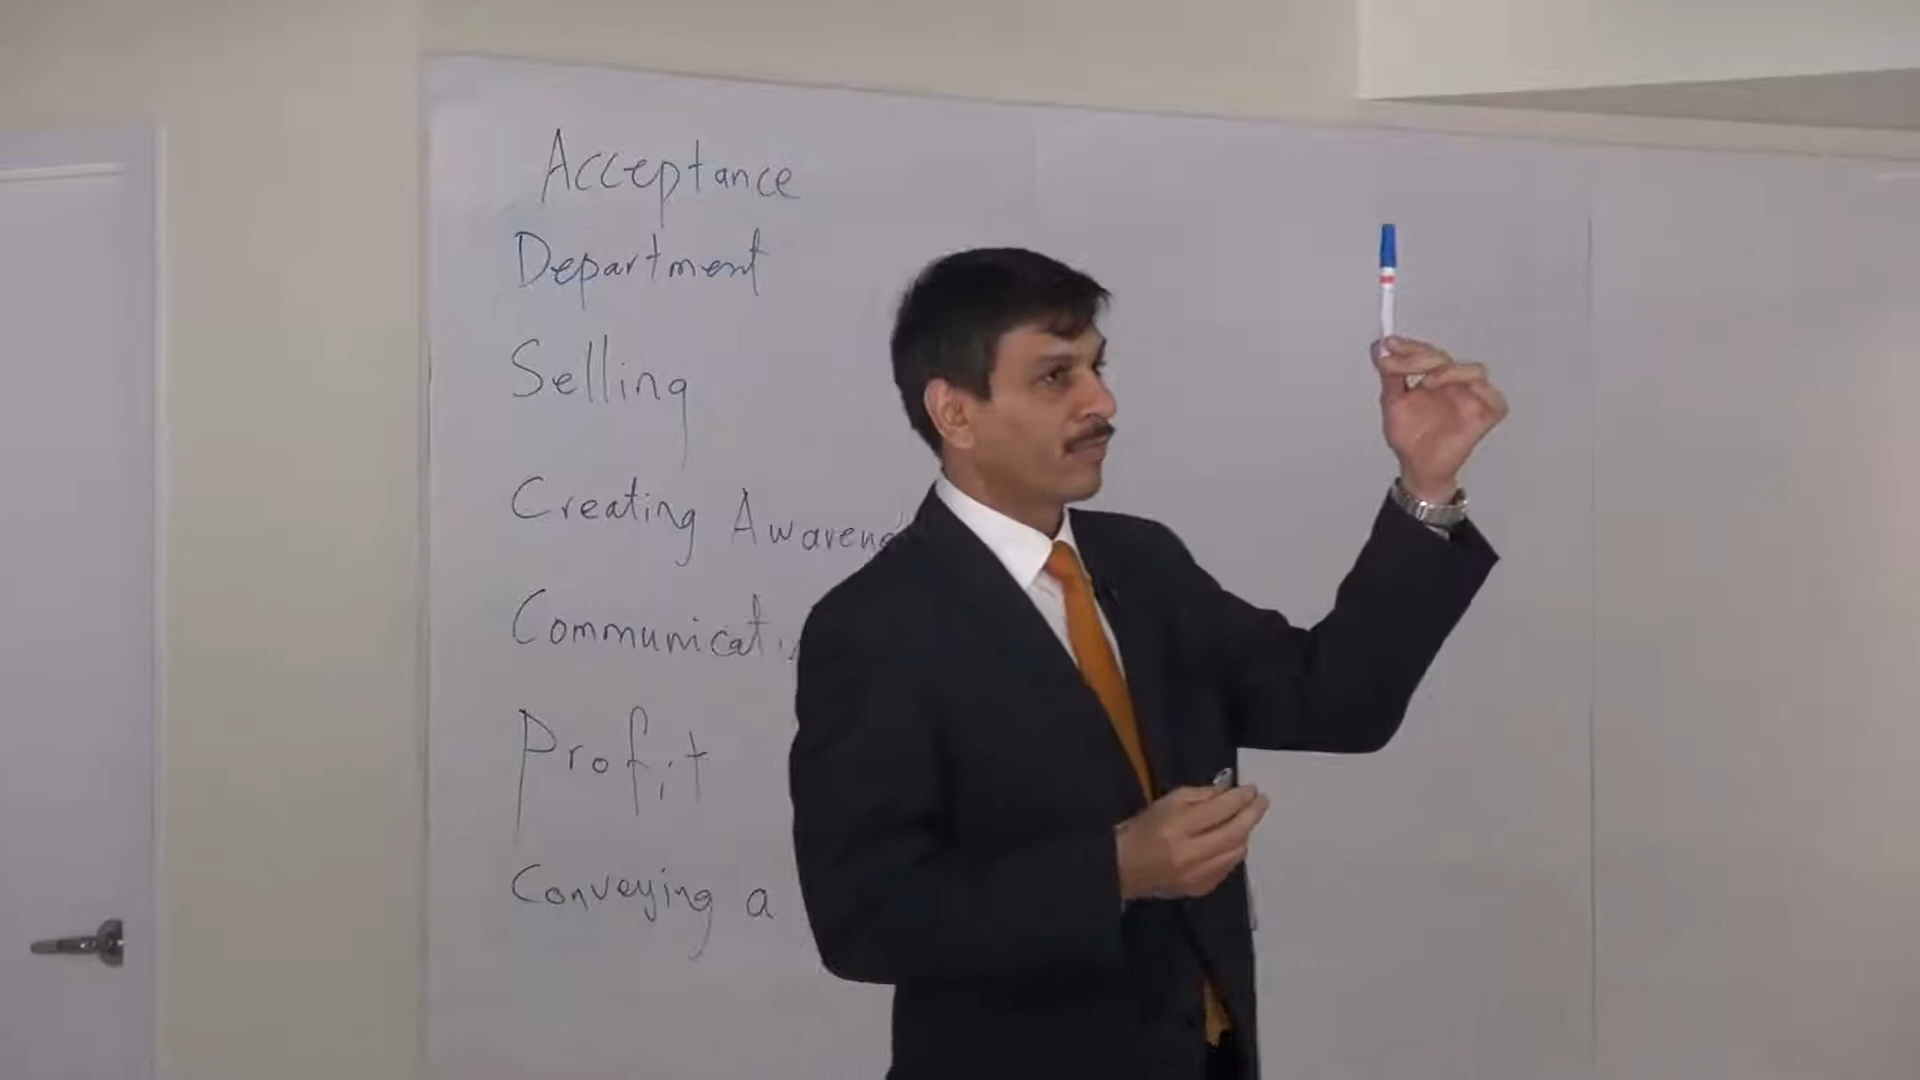 Acceptance
Department
Selling
Creating
Profit
Conveying a